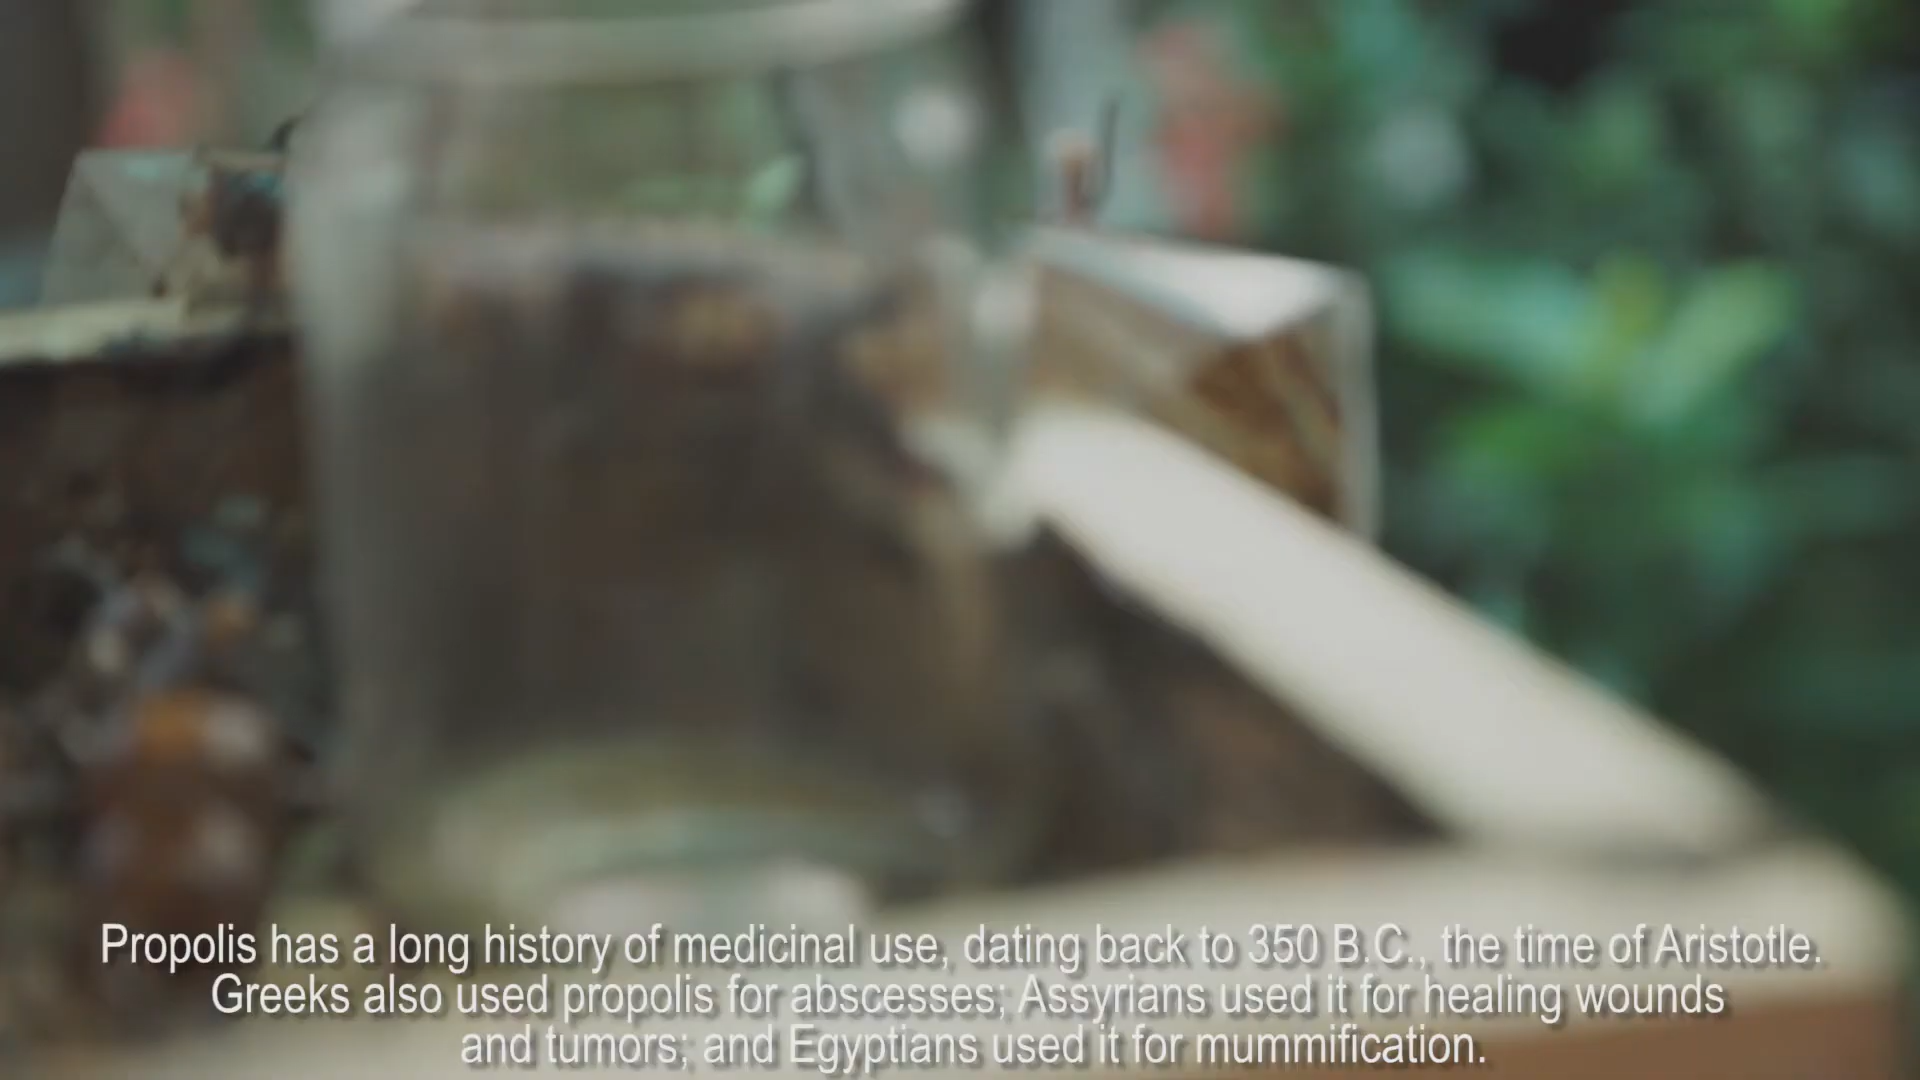 Propolis has a long history of medicinal use, dating back to 350 B.C., the time of Aristotle.
Greeks also used propolis for abscesses; Assyrians used it for healing wounds
and tumors; and Egyptians used it for mummification.